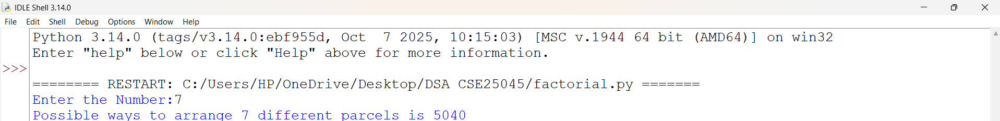 IDLE Shell 3.14.0
File Edit Shell Debug Options Window Help
Python 3.14.0 (tags/v3.14.0:ebf955d, Oct  7 2025, 10:15:03) [MSC v.1944 64 bit (AMD64)] on win32
Enter "help" below or click "Help" above for more information.
>>>
======== RESTART: C:/Users/HP/OneDrive/Desktop/DSA CSE25045/factorial.py =======
Enter the Number:7
Possible ways to arrange 7 different parcels is 5040